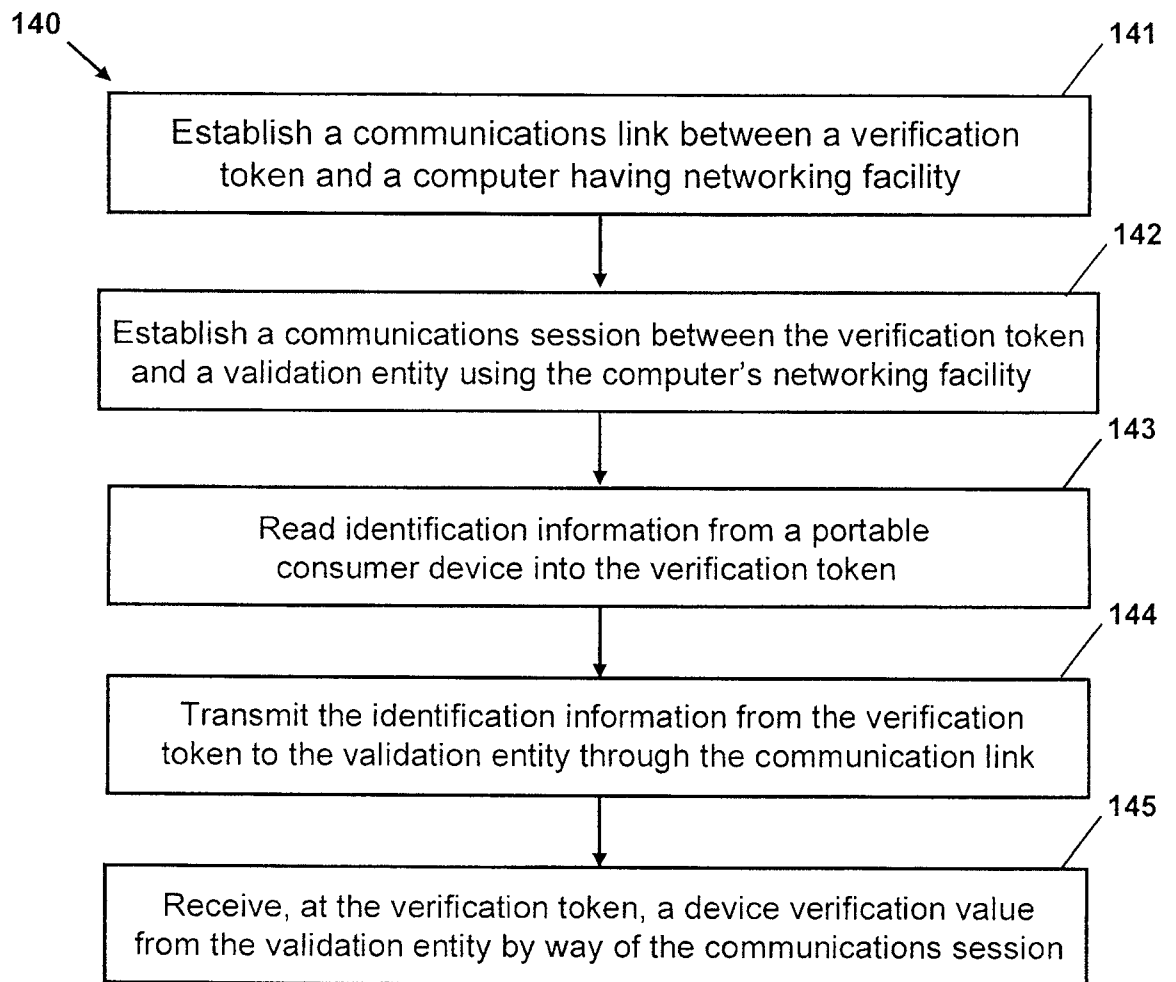 140
141
Establish a communications link between a verification
token and a computer having networking facility
142
Establish a communications session between the verification token
and a validation entity using the computer's networking facility
143
Read identification information from a portable
consumer device into the verification token
144
Transmit the identification information from the verification
token to the validation entity through the communication link
145
Receive, at the verification token, a device verification value
from the validation entity by way of the communications session